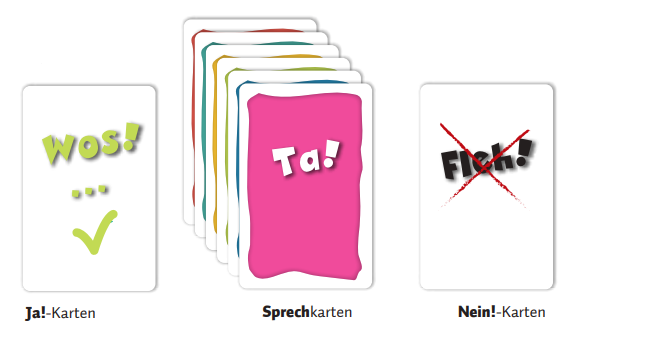 Wos!
...
Ta!
Fleh!
Ja!-Karten
Sprechkarten
Nein!-Karten